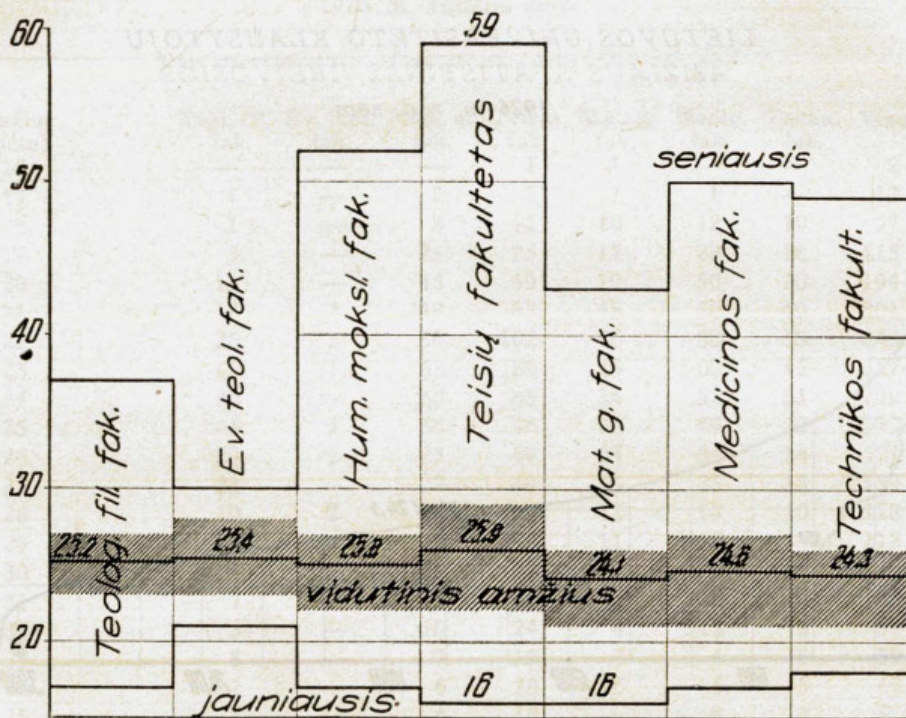 60
59
seniausis
50
40
30
20
Teolog. fil. fak.
Ev. teol. fak.
Hum. moksl. fak.
Teisių fakultetas
Mat. g. fak.
Medicinos fak.
Technikos fakult.
25.2 25.4 25.8 25.9 24.1 24.6 24.3
vidutinis amžius
16 16
jauniausis